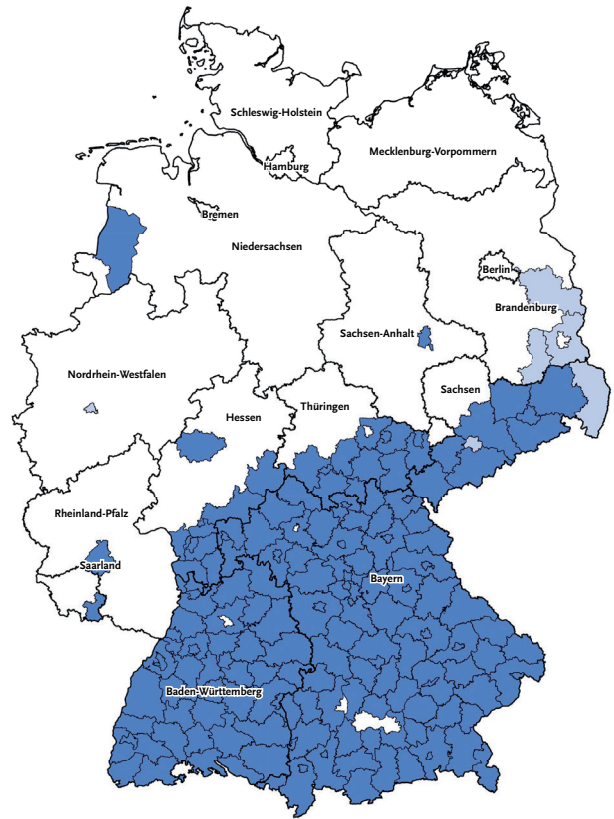 Schleswig-Holstein
Mecklenburg-Vorpommern
Hamburg
Bremen
Niedersachsen
Berlin
Brandenburg
Sachsen-Anhalt
Nordrhein-Westfalen
Sachsen
Thüringen
Hessen
Rheinland-Pfalz
Saarland
Bayern
Baden-Württemberg